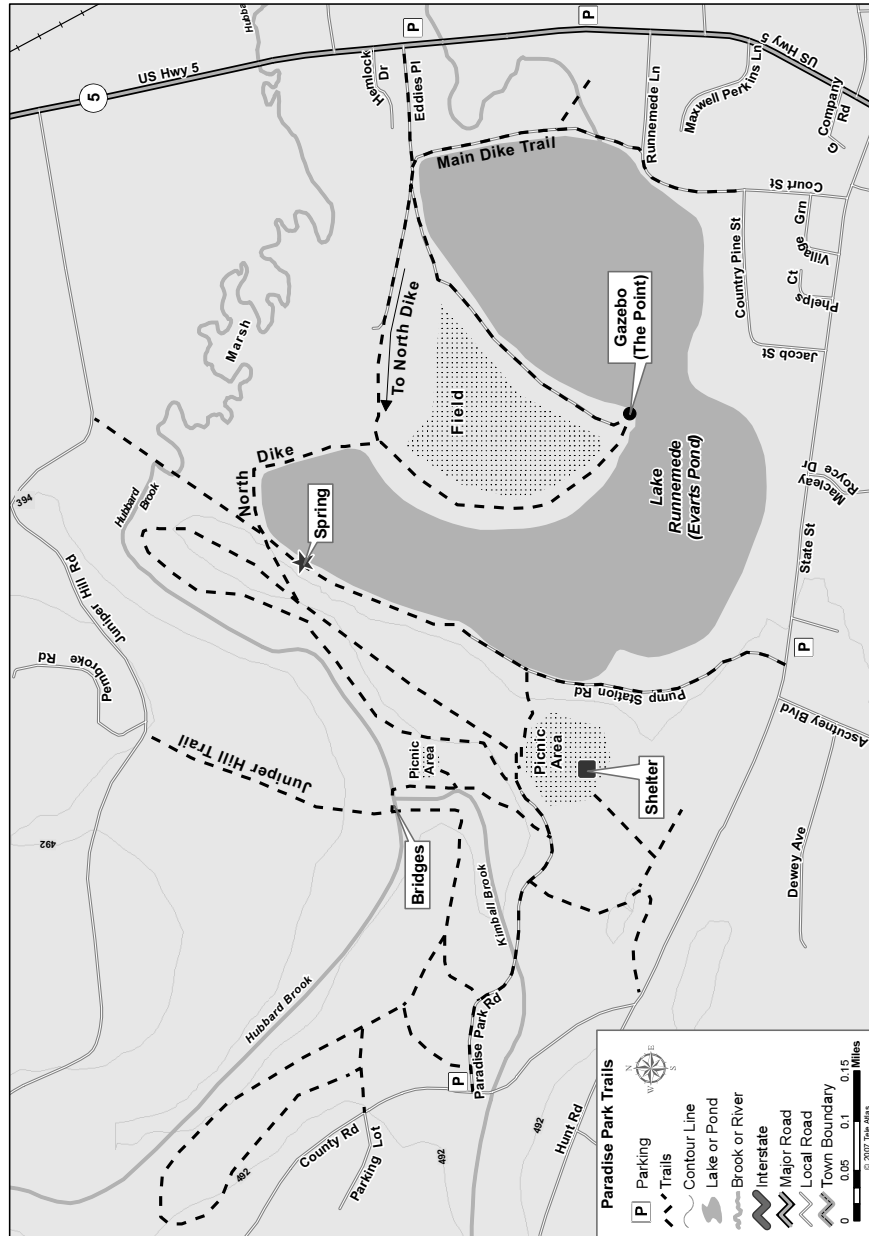 Paradise Park Trails
N
E
S
W
P Parking
Trails
Contour Line
Lake or Pond
Brook or River
Interstate
Major Road
Local Road
Town Boundary
0 0.05 0.1 0.15
Miles
© 2007 Tele Atlas
492
Juniper Hill Rd
Pembroke
Rd
394
5
US Hwy 5
Hubbard
Hubbard
Brook
Marsh
Juniper Hill Trail
Hubbard Brook
Bridges
Picnic
Area
Kimball Brook
North
Dike
Spring
To North Dike
Field
Hemlock
Dr
Eddies Pl
P
Main Dike Trail
P
US Hwy 5
Runnemede Ln
Maxwell Perkins Ln
Company
Rd
G
Court St
Country Pine St
Village Grn
Phelps
Ct
Jacob St
Gazebo
(The Point)
Lake
Runnemede
(Evarts Pond)
Macleay
Royce Dr
State St
P
Pump Station Rd
Ascutney Blvd
Dewey Ave
Picnic
Area
Shelter
Paradise Park Rd
P
County Rd
Parking Lot
492
492
492
Hunt Rd